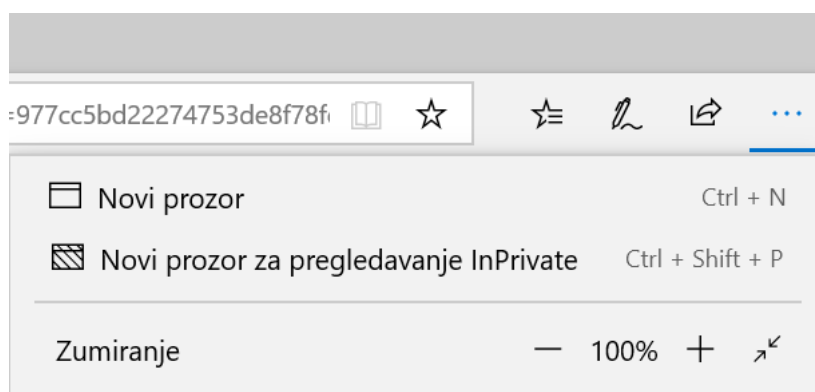 =977cc5bd22274753de8f78f
Novi prozor Ctrl + N
Novi prozor za pregledavanje InPrivate Ctrl + Shift + P
Zumiranje 100%